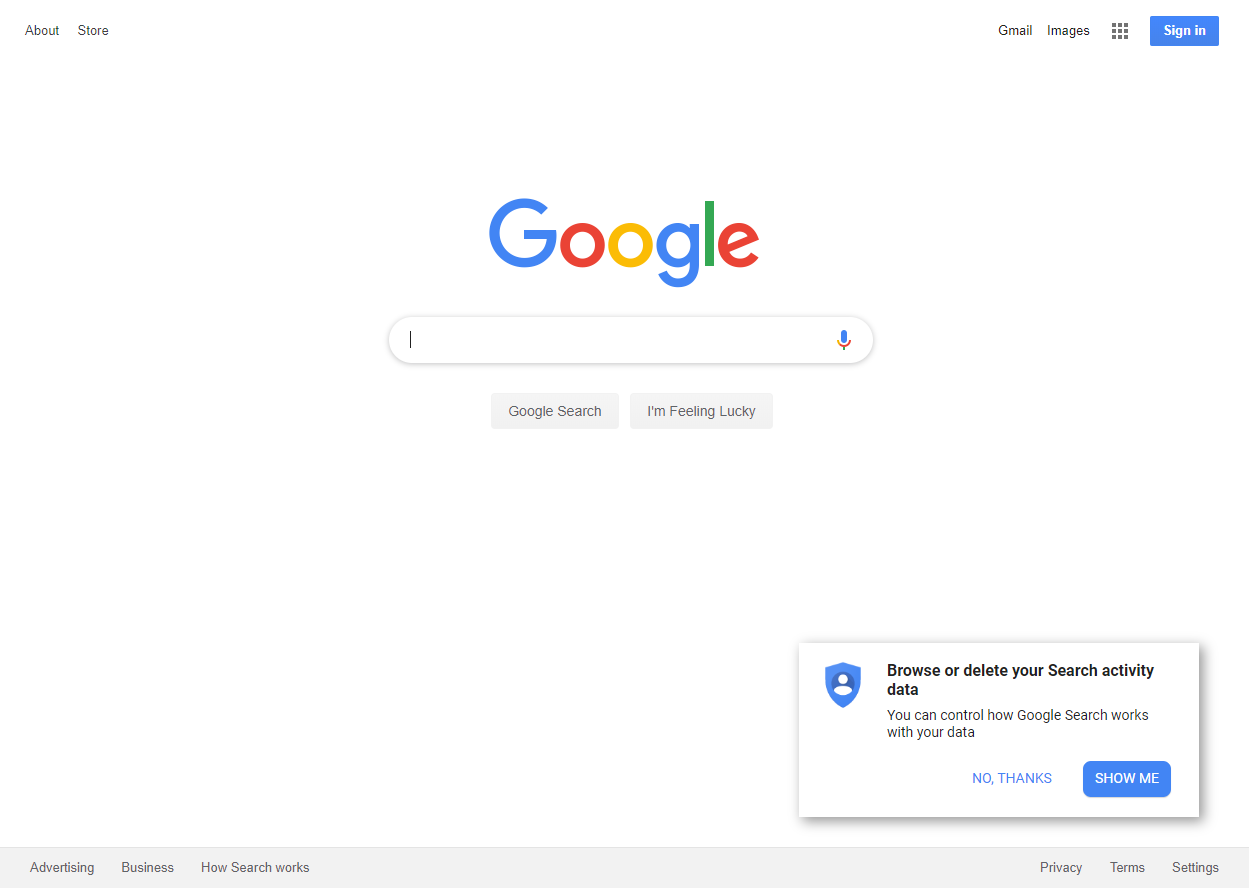 About Store Gmail Images Sign in
Google
Google Search I'm Feeling Lucky
Browse or delete your Search activity
data
You can control how Google Search works
with your data
NO, THANKS SHOW ME
Advertising Business How Search works Privacy Terms Settings